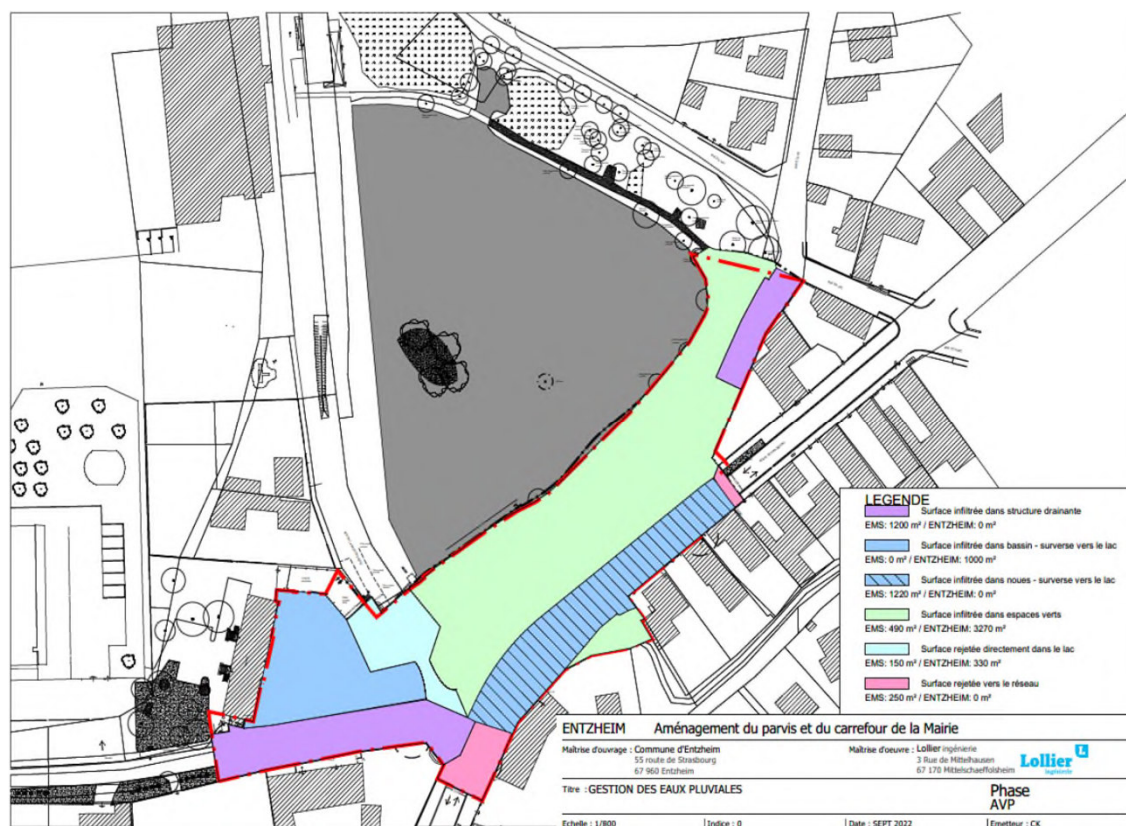 LEGENDE
Surface infiltrée dans structure drainante
EMS: 1200 m² / ENTZHEIM: 0 m²
Surface infiltrée dans bassin - surverse vers le lac
EMS: 0 m² / ENTZHEIM: 1000 m²
Surface infiltrée dans noues - surverse vers le lac
EMS: 1220 m² / ENTZHEIM: 0 m²
Surface infiltrée dans espaces verts
EMS: 490 m² / ENTZHEIM: 3270 m²
Surface rejetée directement dans le lac
EMS: 150 m² / ENTZHEIM: 330 m²
Surface rejetée vers le réseau
EMS: 250 m² / ENTZHEIM: 0 m²
ENTZHEIM Aménagement du parvis et du carrefour de la Mairie
Maîtrise d'ouvrage : Commune d'Entzheim
55 route de Strasbourg
67 960 Entzheim
Maîtrise d'oeuvre : Lollier ingénierie
3 Rue de Mittelhausen
67 170 Mittelschaeffolsheim
Lollier L
ingénierie
Titre : GESTION DES EAUX PLUVIALES
Phase
AVP
Echelle : 1/800 Indice : 0 Date : SEPT 2022 Emetteur : CK